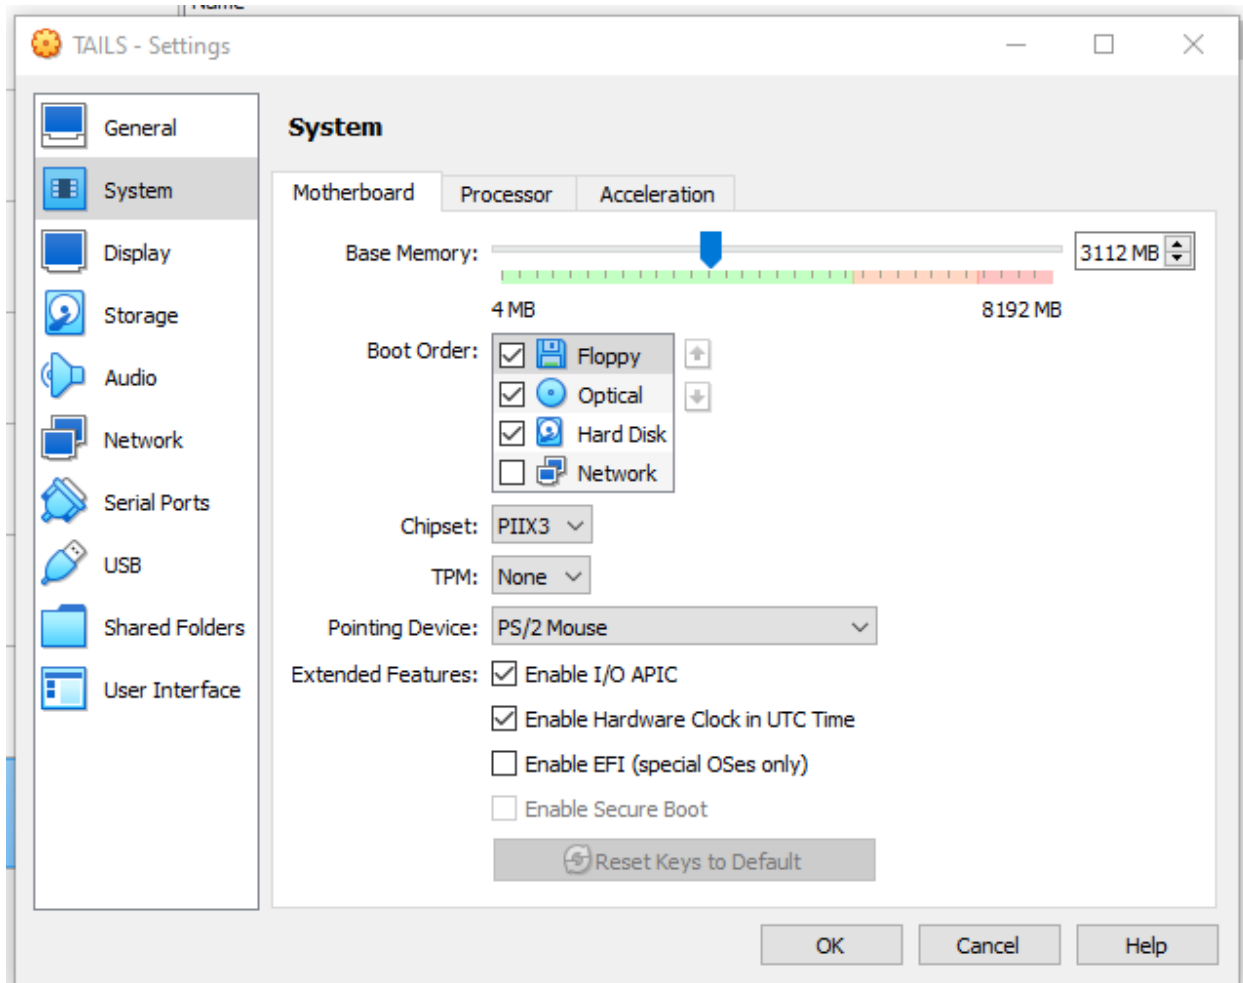 Name
TAILS - Settings
General
System
Display
Storage
Audio
Network
Serial Ports
USB
Shared Folders
User Interface
System
Motherboard Processor Acceleration
Base Memory: 3112 MB
4 MB 8192 MB
Boot Order: Floppy
Optical
Hard Disk
Network
Chipset: PIIX3
TPM: None
Pointing Device: PS/2 Mouse
Extended Features: Enable I/O APIC
Enable Hardware Clock in UTC Time
Enable EFI (special OSes only)
Enable Secure Boot
Reset Keys to Default
OK Cancel Help